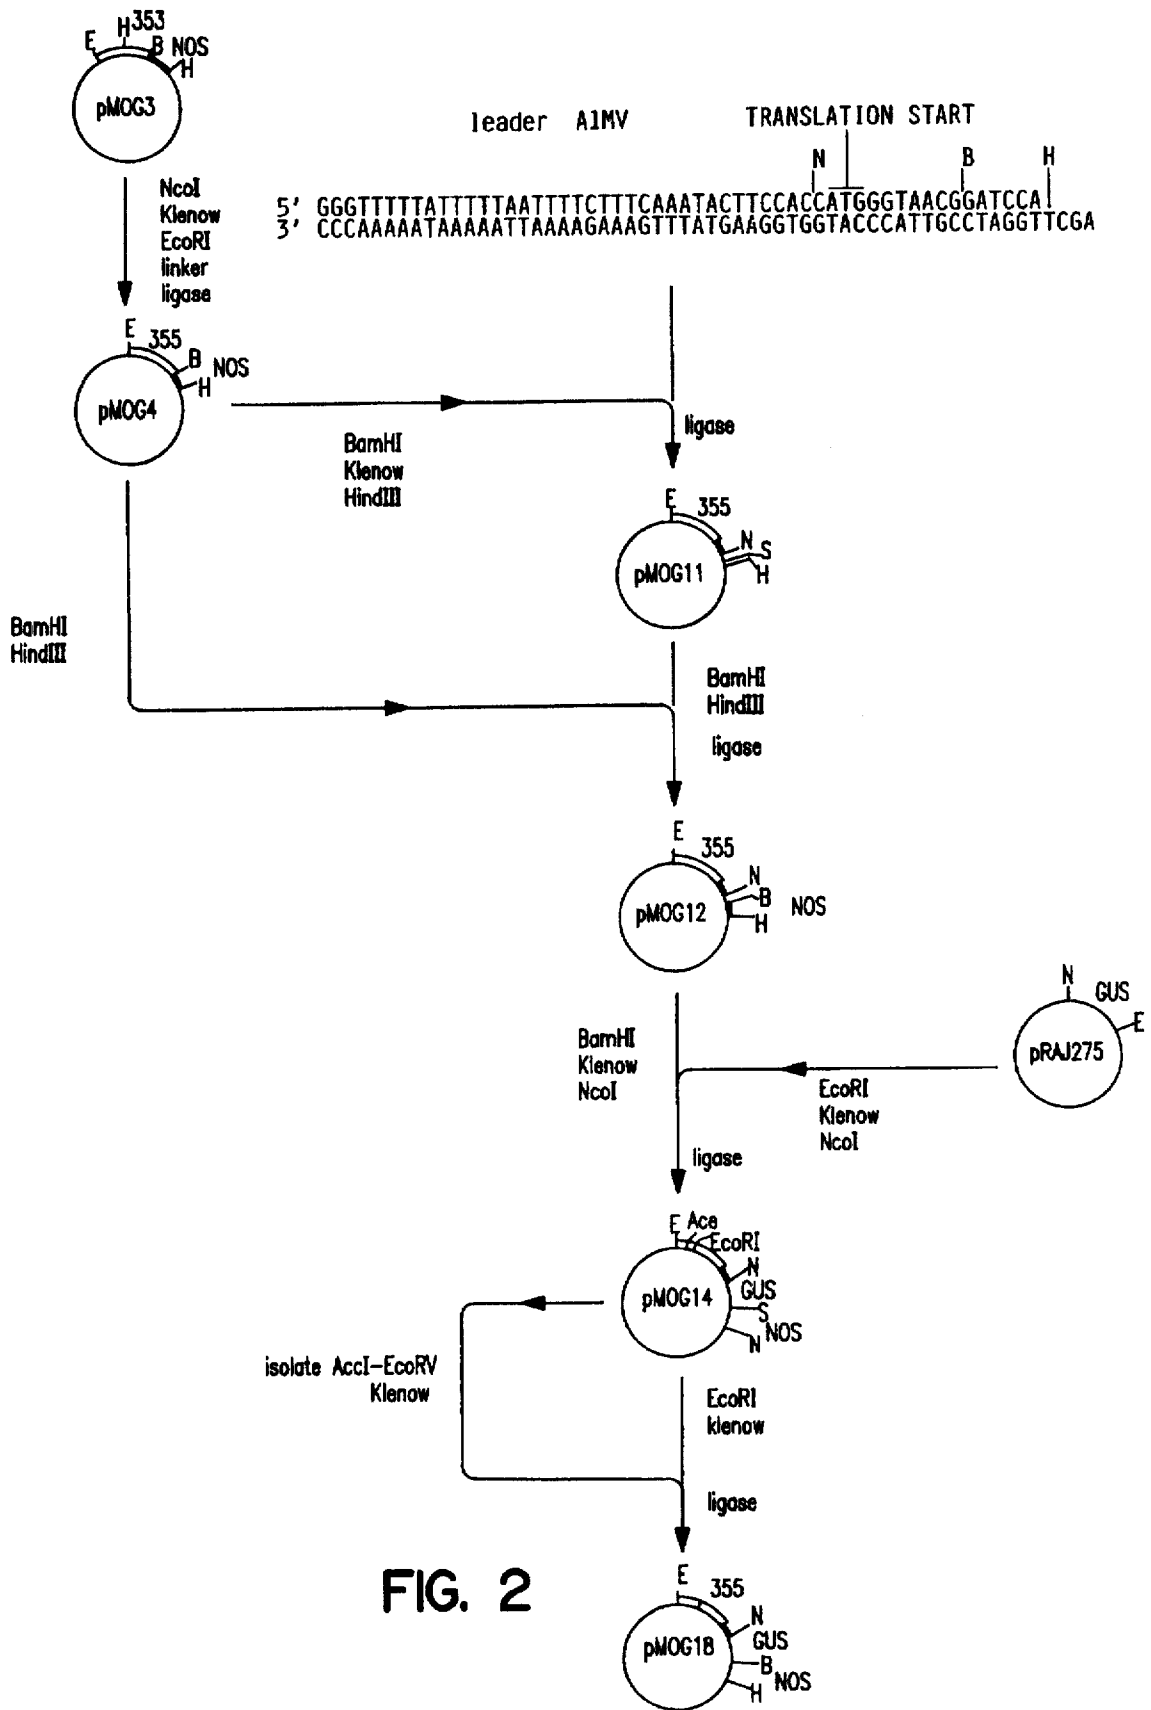 H 353
E B NOS
H
pMOG3
leader AlMV TRANSLATION START
N B H
5' GGGTTTTTATTTTTAATTTTCTTTCAAATACTTCCACCATGGGTAACGGATCCA
3' CCCAAAAATAAAAATTAAAAGAAAGTTTATGAAGGTGGTACCCATTGCCTAGGTTCGA
NcoI
Klenow
EcoRI
linker
ligase
E 355
B NOS
H
pMOG4
BamHI
Klenow
HindIII
ligase
E 355
N S
H
pMOG11
BamHI
HindIII
BamHI
HindIII
ligase
E 355
N
B NOS
H
pMOG12
N GUS
E
pRAJ275
BamHI
Klenow
NcoI
EcoRI
Klenow
NcoI
ligase
E Acc
EcoRI
N
GUS
S
NOS
N
pMOG14
isolate AccI-EcoRV
Klenow
EcoRI
klenow
ligase
FIG. 2
E 355
N
GUS
B
NOS
H
pMOG18